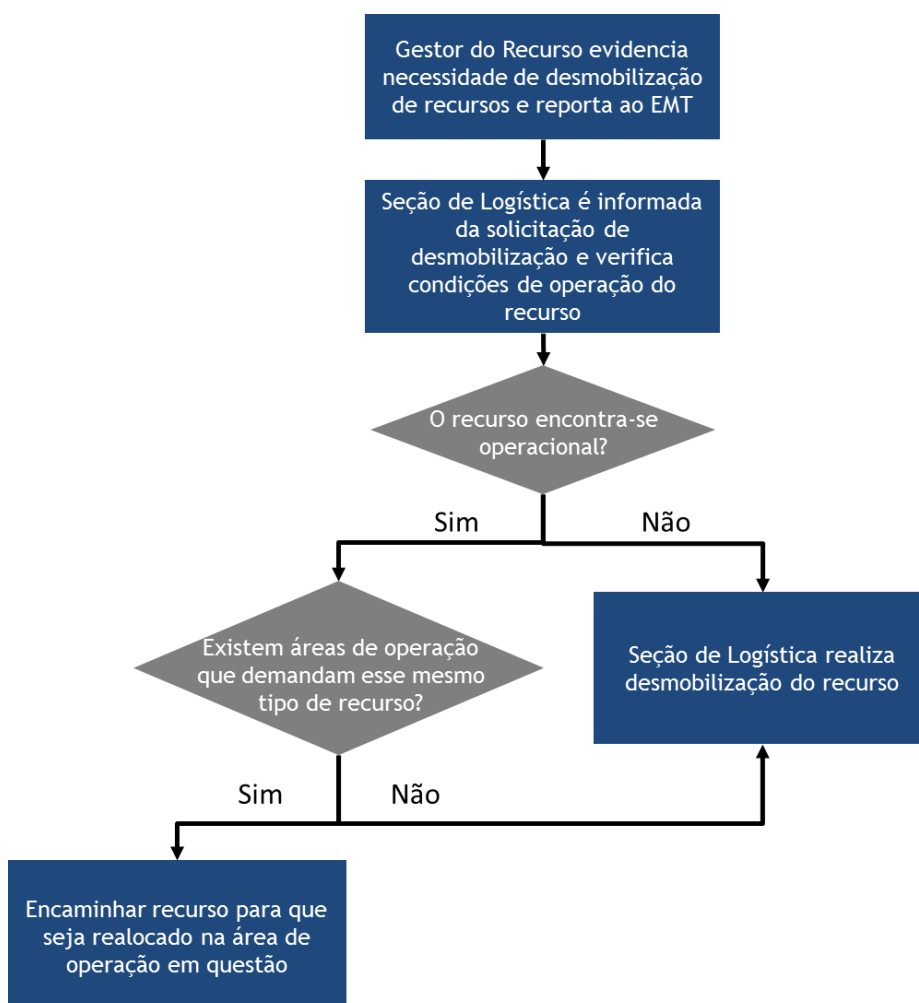 Gestor do Recurso evidencia
necessidade de desmobilização
de recursos e reporta ao EMT
Seção de Logística é informada
da solicitação de
desmobilização e verifica
condições de operação do
recurso
O recurso encontra-se
operacional?
Sim
Não
Existem áreas de operação
que demandam esse mesmo
tipo de recurso?
Seção de Logística realiza
desmobilização do recurso
Sim
Não
Encaminhar recurso para que
seja realocado na área de
operação em questão